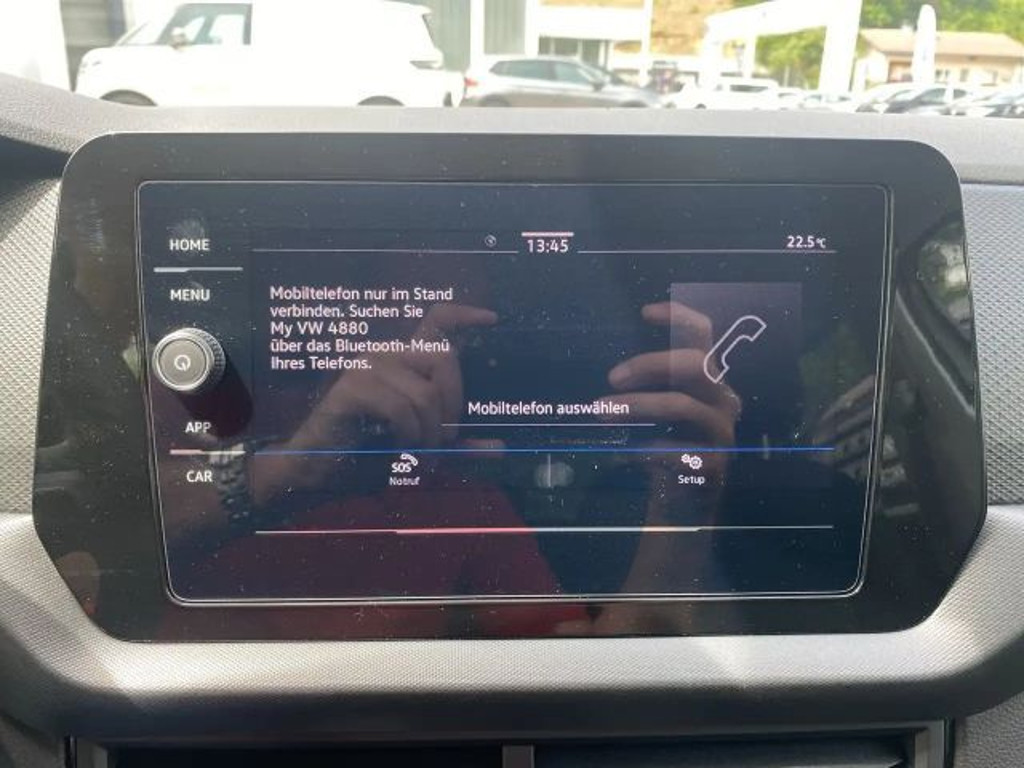 HOME
13:45
22.5°C
MENU
Mobiltelefon nur im Stand
verbinden. Suchen Sie
My VW 4880
über das Bluetooth-Menü
Ihres Telefons.
Mobiltelefon auswählen
APP
CAR
SOS
Notruf
Setup